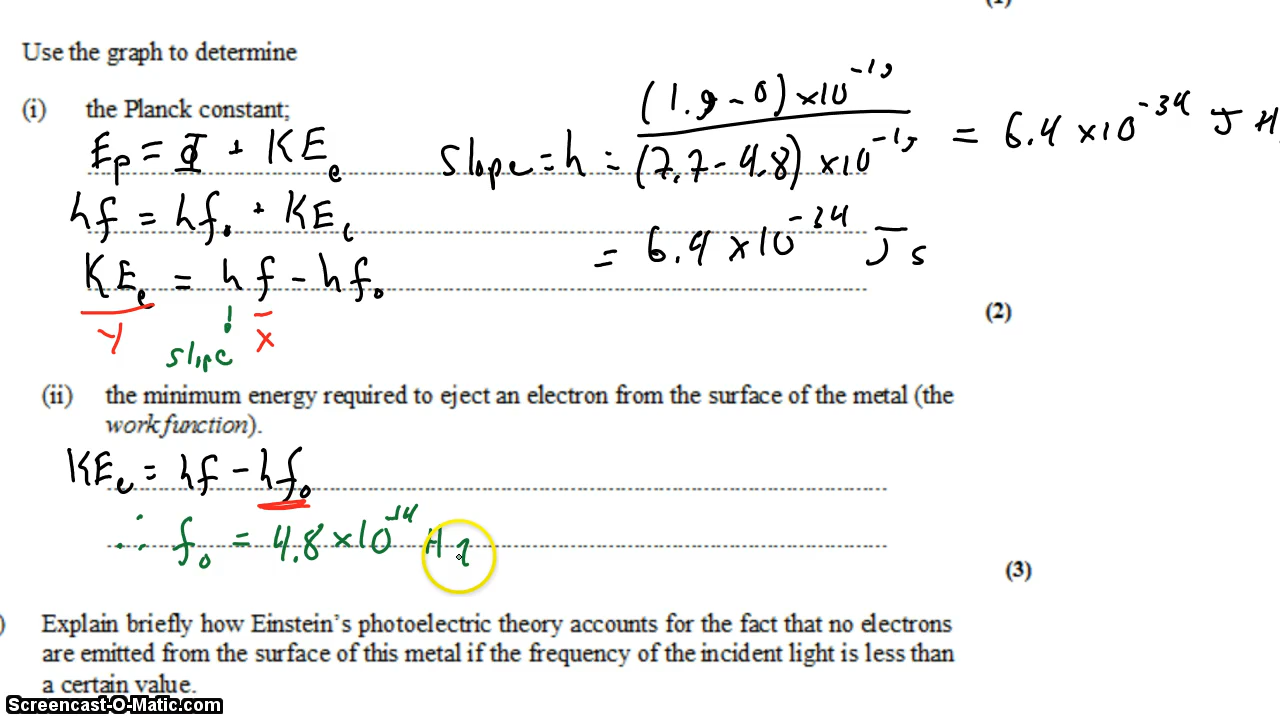 (1)
Use the graph to determine
(i) the Planck constant;
Ep = Φ + KEe
hf = hf₀ + KEe
KEe = hf - hf₀
Y
slope
x
slope = h = (1.9 - 0) × 10⁻¹⁹ / (7.7 - 4.8) × 10⁻¹⁵ = 6.4 × 10⁻³⁴ J H
= 6.4 × 10⁻³⁴ J s
(2)
(ii) the minimum energy required to eject an electron from the surface of the metal (the
work function).
KEe = hf - hf₀
∴ f₀ = 4.8 × 10⁻¹⁴ Hz
(3)
) Explain briefly how Einstein's photoelectric theory accounts for the fact that no electrons
are emitted from the surface of this metal if the frequency of the incident light is less than
a certain value.
Screencast-O-Matic.com